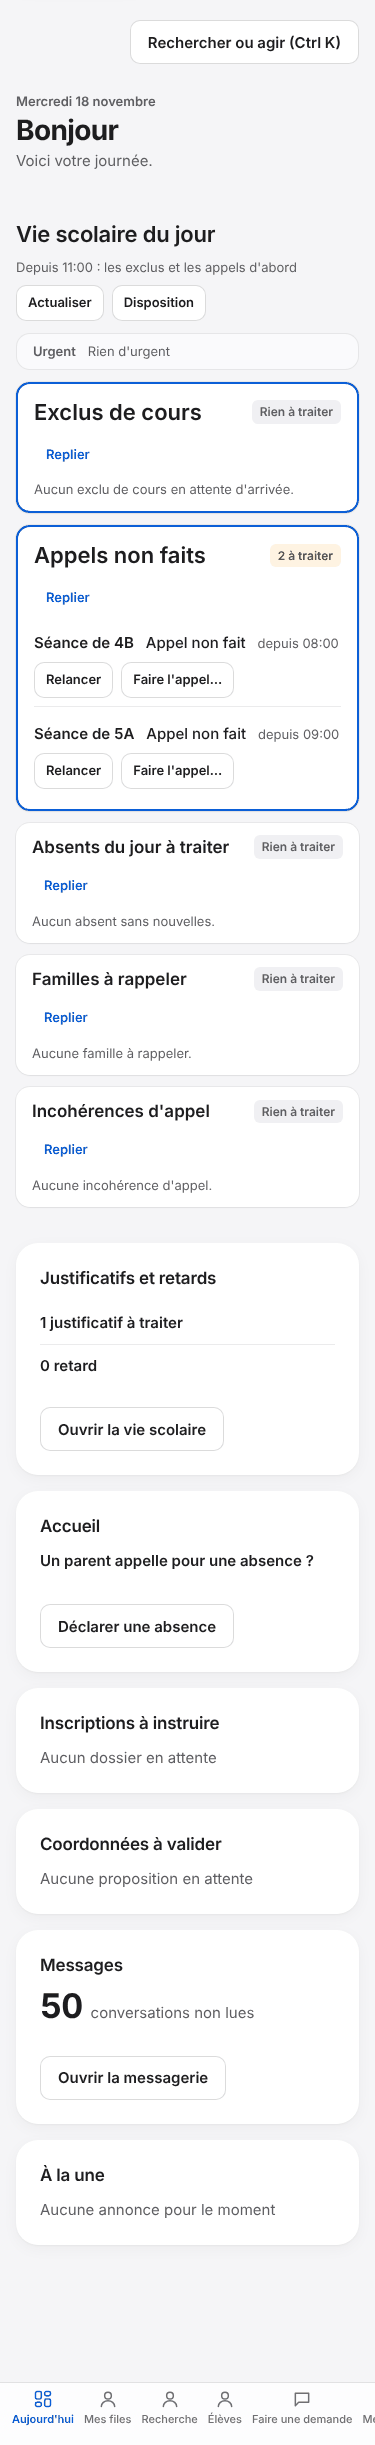 Rechercher ou agir (Ctrl K)
Mercredi 18 novembre
Bonjour
Voici votre journée.
Vie scolaire du jour
Depuis 11:00 : les exclus et les appels d'abord
Actualiser Disposition
Urgent Rien d'urgent
Exclus de cours Rien à traiter
Replier
Aucun exclu de cours en attente d'arrivée.
Appels non faits 2 à traiter
Replier
Séance de 4B Appel non fait depuis 08:00
Relancer Faire l'appel...
Séance de 5A Appel non fait depuis 09:00
Relancer Faire l'appel...
Absents du jour à traiter Rien à traiter
Replier
Aucun absent sans nouvelles.
Familles à rappeler Rien à traiter
Replier
Aucune famille à rappeler.
Incohérences d'appel Rien à traiter
Replier
Aucune incohérence d'appel.
Justificatifs et retards
1 justificatif à traiter
0 retard
Ouvrir la vie scolaire
Accueil
Un parent appelle pour une absence ?
Déclarer une absence
Inscriptions à instruire
Aucun dossier en attente
Coordonnées à valider
Aucune proposition en attente
Messages
50 conversations non lues
Ouvrir la messagerie
À la une
Aucune annonce pour le moment
Aujourd'hui Mes files Recherche Élèves Faire une demande